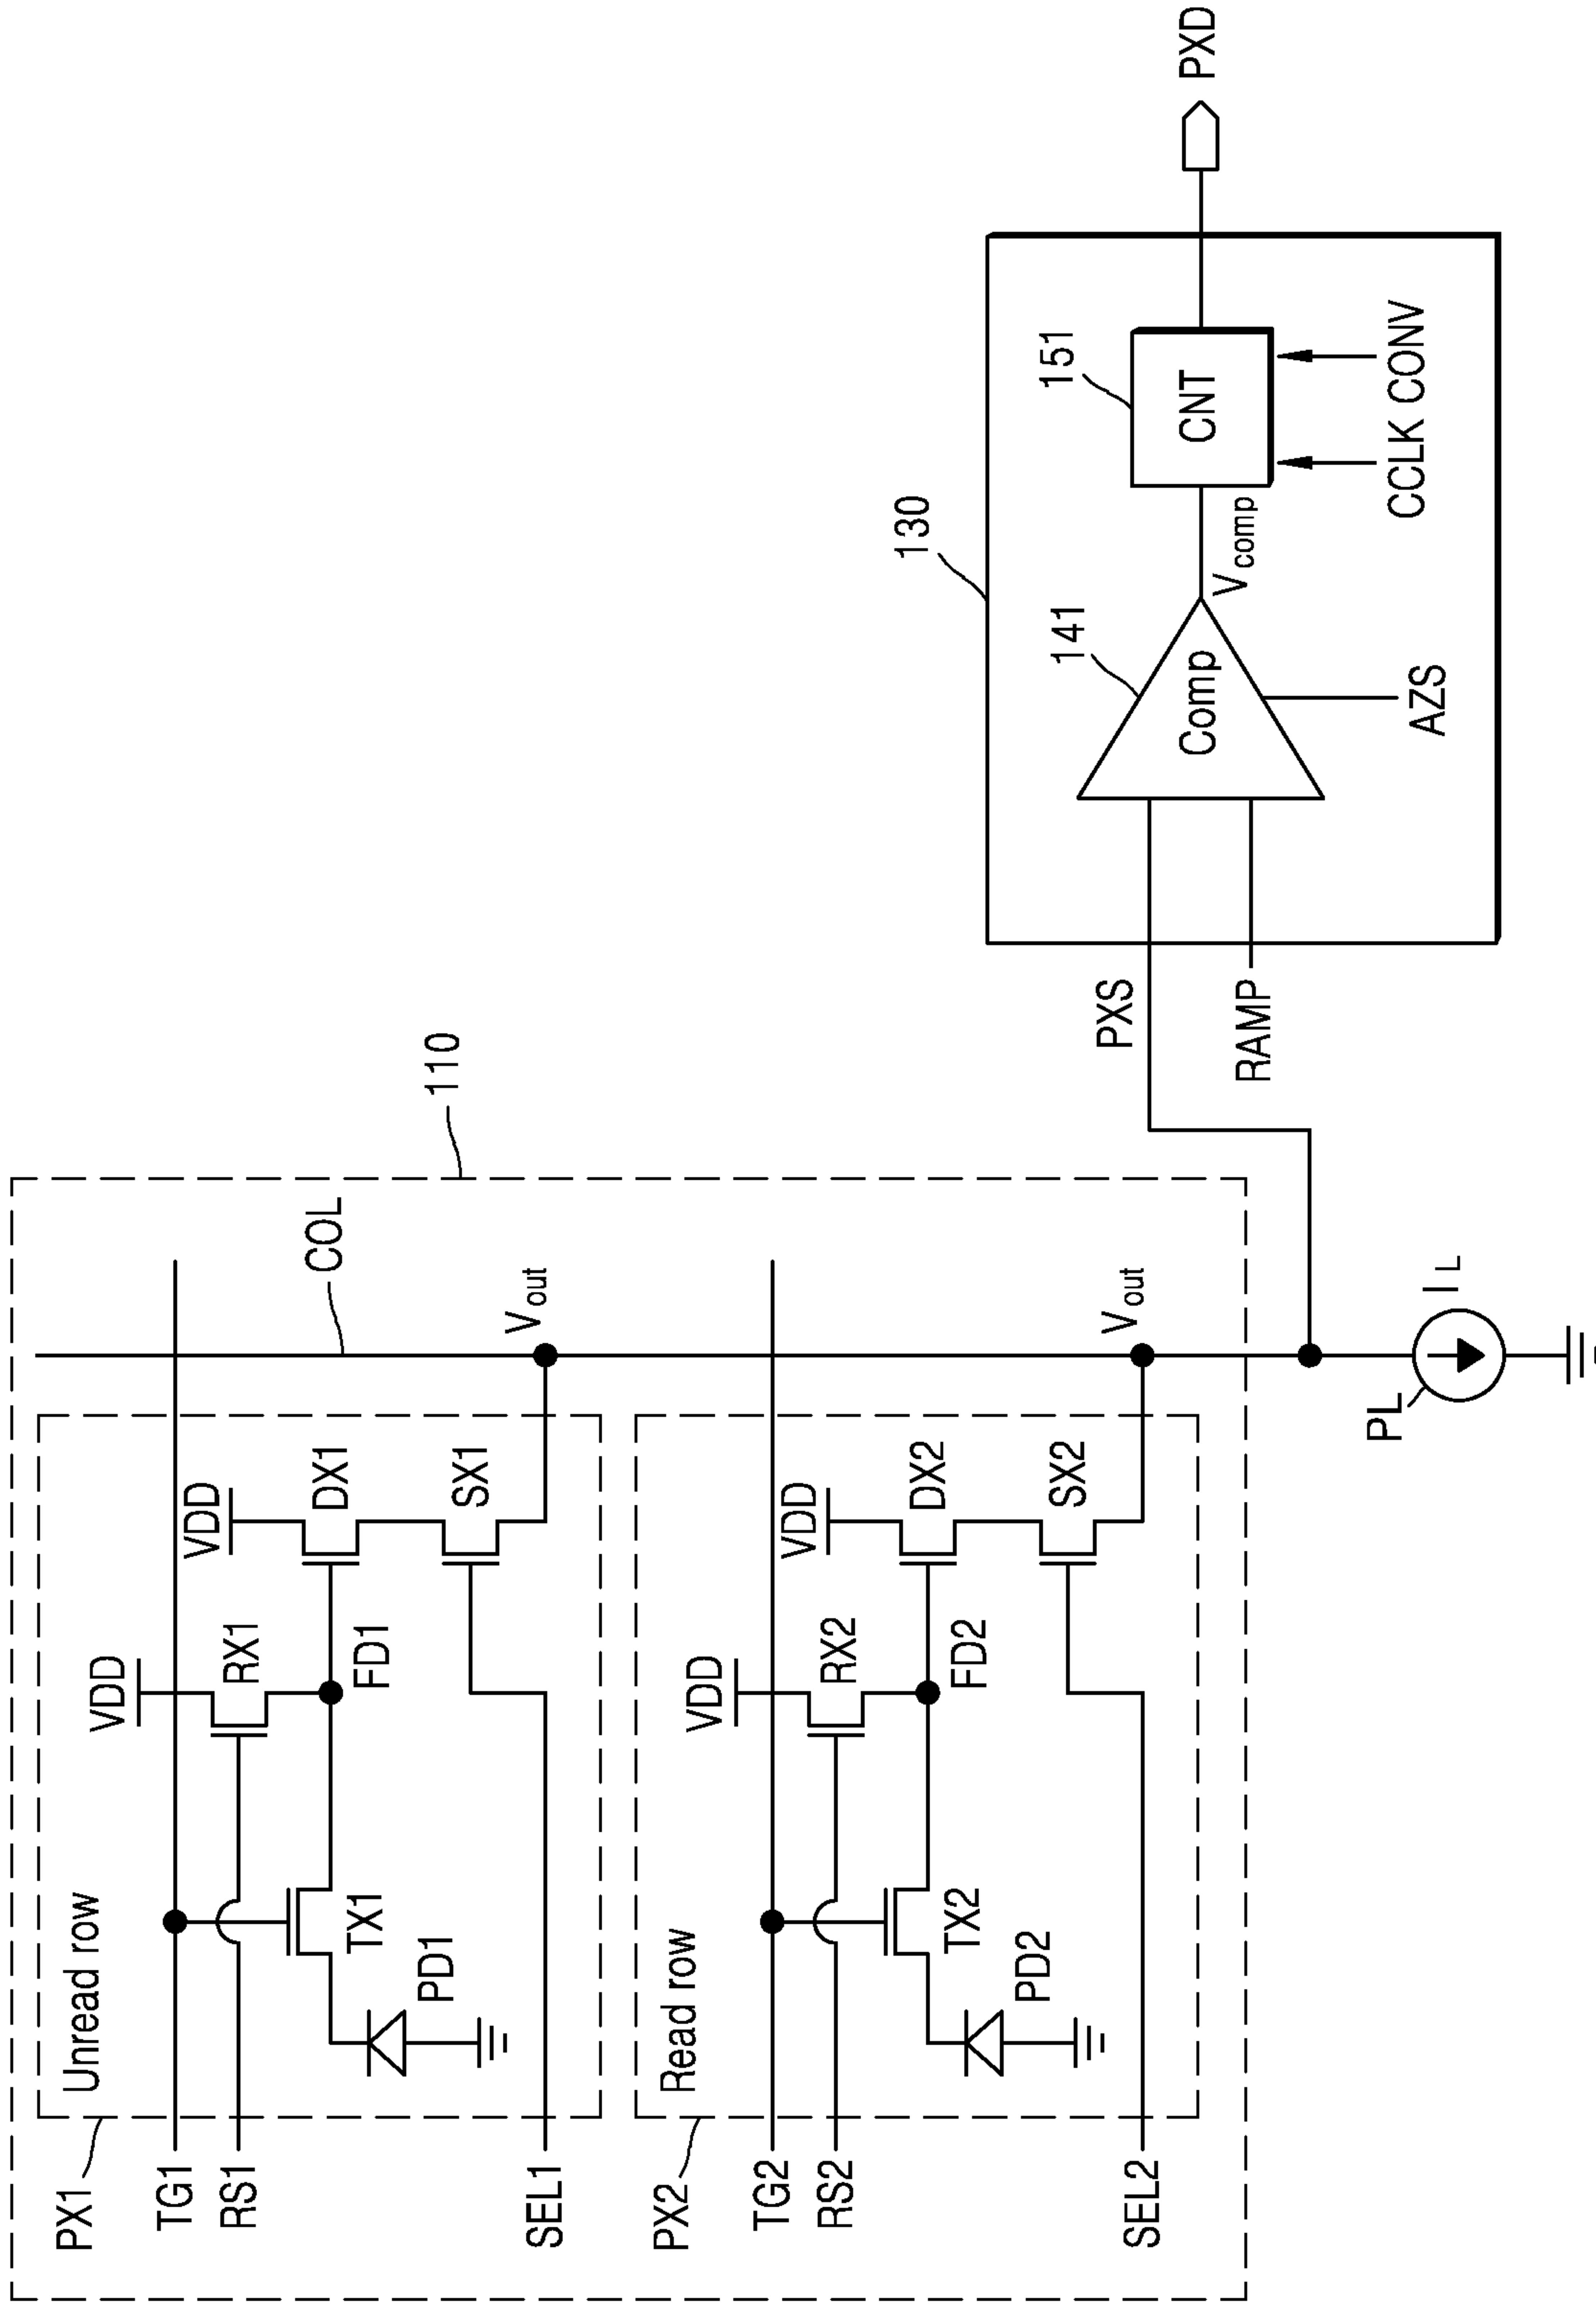 110
PX1
Unread row
TG1
RS1
SEL1
VDD
RX1
VDD
DX1
FD1
TX1
PD1
SX1
COL
Vout
PX2
Read row
TG2
RS2
SEL2
VDD
RX2
VDD
DX2
FD2
TX2
PD2
SX2
Vout
PL
IL
PXS
RAMP
130
141
Comp
AZS
Vcomp
151
CNT
CCLK CONV
PXD